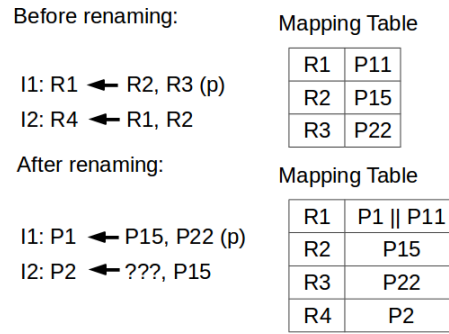 Before renaming:
Mapping Table
R1 P11
I1: R1 ← R2, R3 (p)
R2 P15
I2: R4 ← R1, R2
R3 P22
After renaming:
Mapping Table
R1 P1 || P11
I1: P1 ← P15, P22 (p)
R2 P15
I2: P2 ← ???, P15
R3 P22
R4 P2